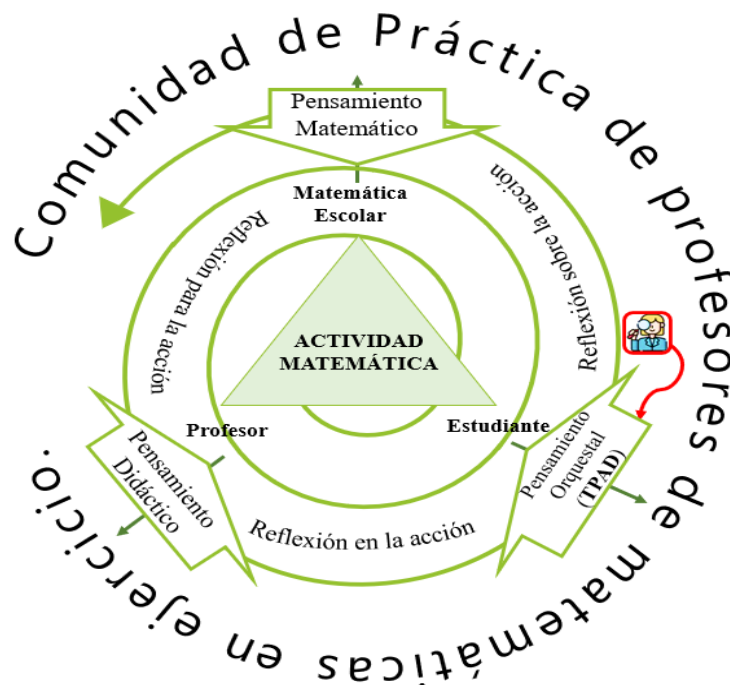 Comunidad de Práctica de profesores de matemáticas en ejercicio.
Pensamiento
Matemático
Matemática
Escolar
Reflexión para la acción
Reflexión sobre la acción
ACTIVIDAD
MATEMÁTICA
Profesor
Estudiante
Pensamiento
Didáctico
Reflexión en la acción
Pensamiento
Orquestal
(TPAD)